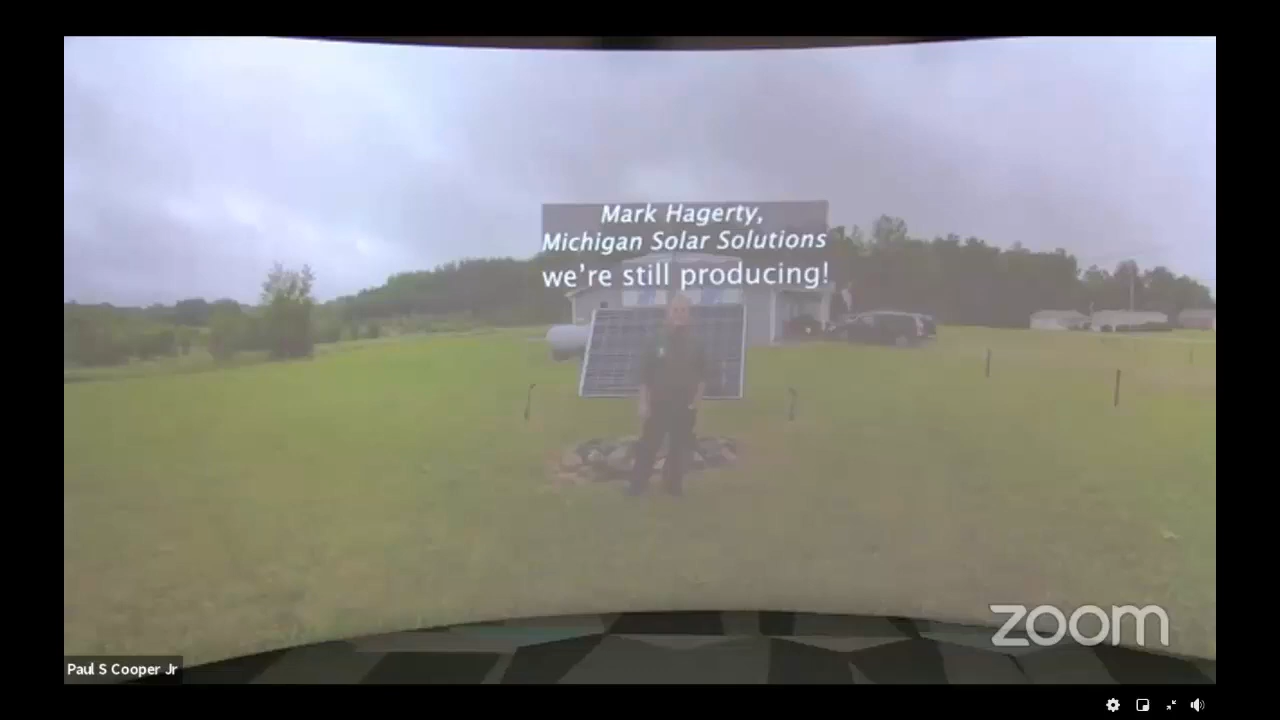 Mark Hagerty,
Michigan Solar Solutions
we're still producing!
zoom
Paul S Cooper Jr